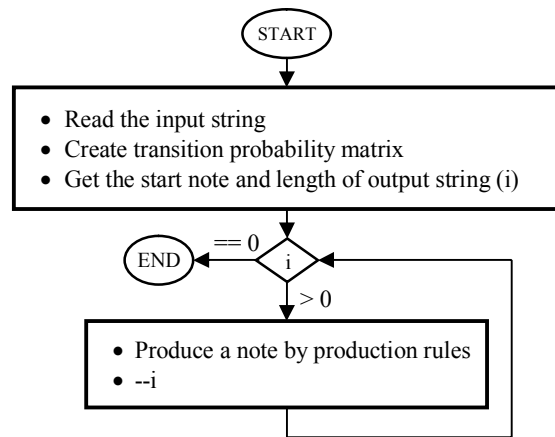 START
• Read the input string
• Create transition probability matrix
• Get the start note and length of output string (i)
== 0
END
i
> 0
• Produce a note by production rules
• --i